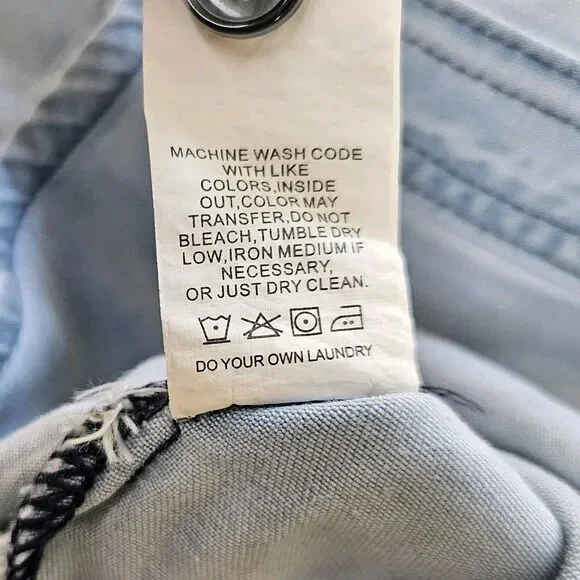 MACHINE WASH CODE
WITH LIKE
COLORS,INSIDE
OUT,COLOR MAY
TRANSFER,DO NOT
BLEACH,TUMBLE DRY
LOW,IRON MEDIUM IF
NECESSARY,
OR JUST DRY CLEAN.
DO YOUR OWN LAUNDRY